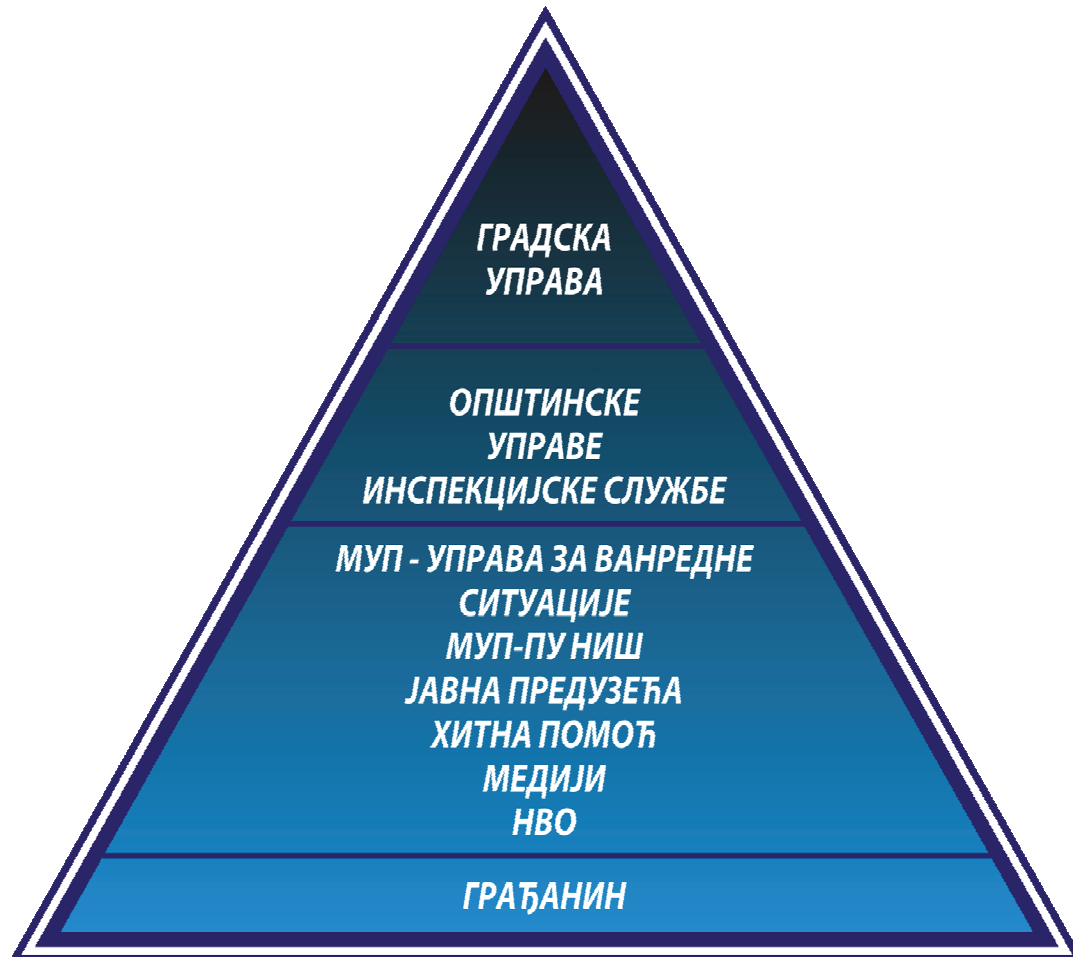 ГРАДСКА
УПРАВА
ОПШТИНСКЕ
УПРАВЕ
ИНСПЕКЦИЈСКЕ СЛУЖБЕ
МУП - УПРАВА ЗА ВАНРЕДНЕ
СИТУАЦИЈЕ
МУП-ПУ НИШ
ЈАВНА ПРЕДУЗЕЋА
ХИТНА ПОМОЋ
МЕДИЈИ
НВО
ГРАЂАНИН